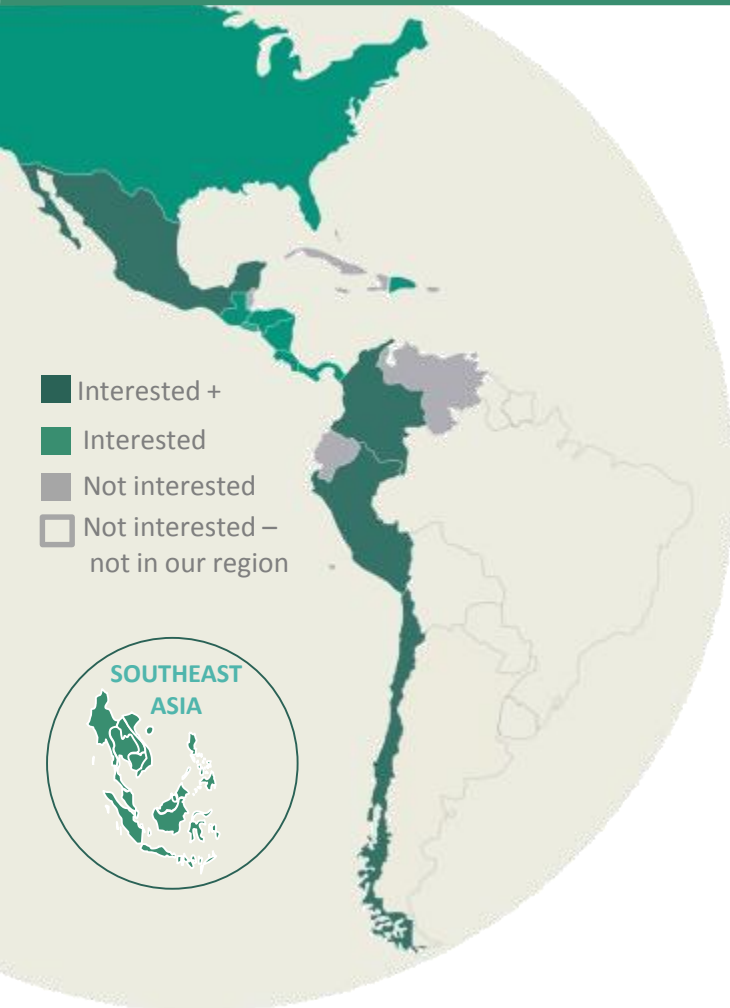 Interested +
Interested
Not interested
Not interested –
not in our region
SOUTHEAST
ASIA